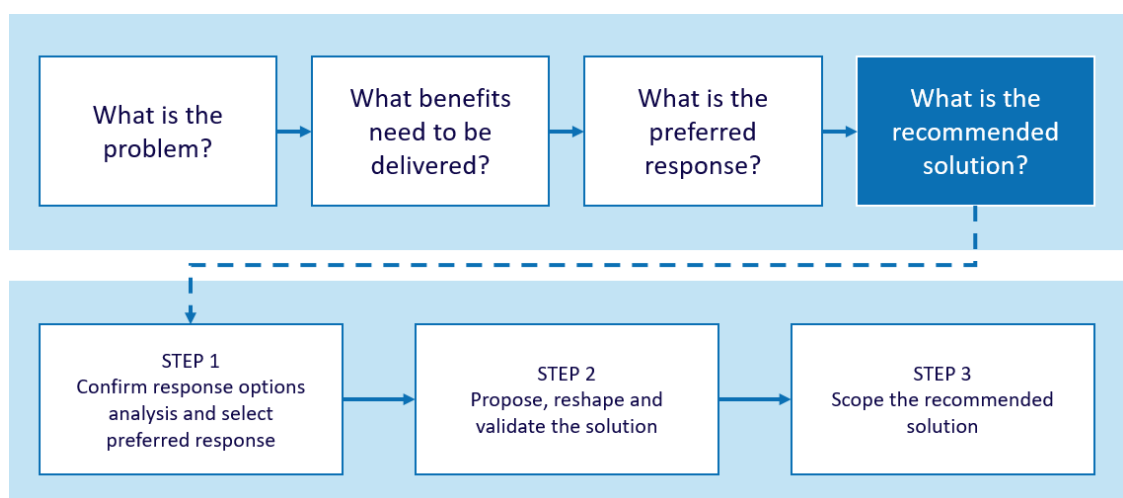 What is the
problem?
What benefits
need to be
delivered?
What is the
preferred
response?
What is the
recommended
solution?
STEP 1
Confirm response options
analysis and select
preferred response
STEP 2
Propose, reshape and
validate the solution
STEP 3
Scope the recommended
solution